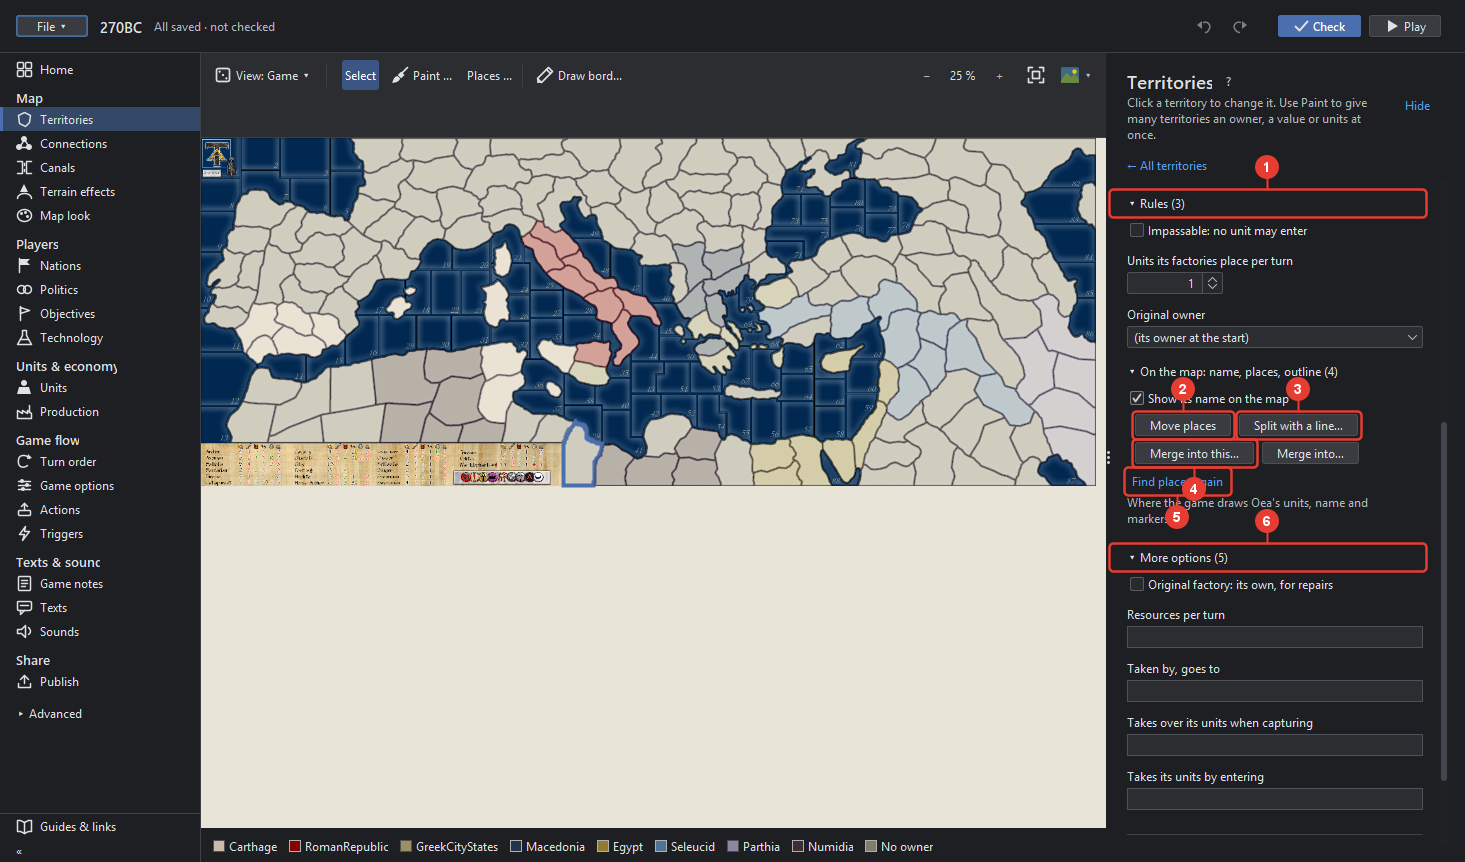 File ▾
270BC
All saved · not checked
Check
Play
Home
Map
Territories
Connections
Canals
Terrain effects
Map look
Players
Nations
Politics
Objectives
Technology
Units & economy
Units
Production
Game flow
Turn order
Game options
Actions
Triggers
Texts & sound
Game notes
Texts
Sounds
Share
Publish
Advanced
Guides & links
«
View: Game ▾
Select
Paint ...
Places ...
Draw bord...
−
25 %
+
Territories ?
Click a territory to change it. Use Paint to give
many territories an owner, a value or units at
once.
Hide
← All territories
1
Rules (3)
Impassable: no unit may enter
Units its factories place per turn
1
Original owner
(its owner at the start)
On the map: name, places, outline (4)
2
3
Show its name on the map
Move places
Split with a line...
Merge into this...
Merge into...
Find places again
4
Where the game draws Oea's units, name and
markers
5
6
More options (5)
Original factory: its own, for repairs
Resources per turn
Taken by, goes to
Takes over its units when capturing
Takes its units by entering
Carthage
RomanRepublic
GreekCityStates
Macedonia
Egypt
Seleucid
Parthia
Numidia
No owner